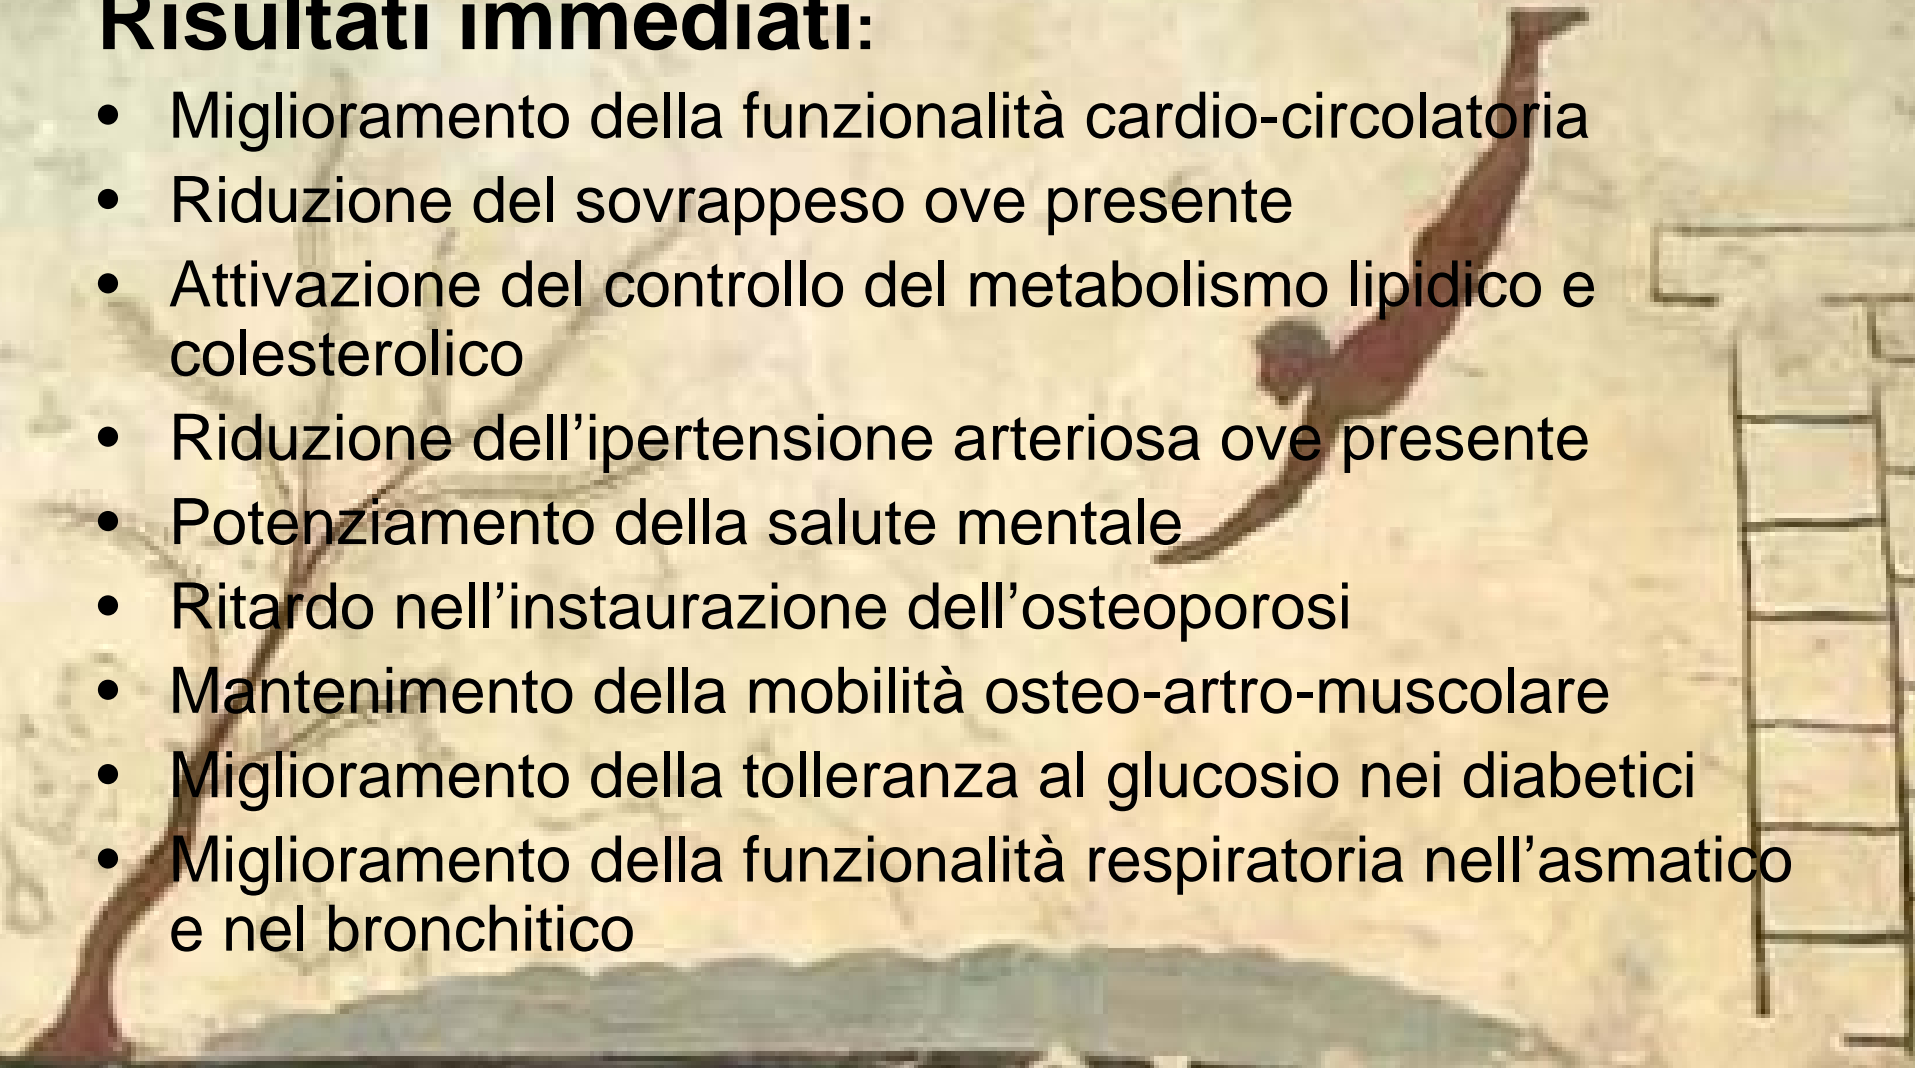 Risultati immediati:
• Miglioramento della funzionalità cardio-circolatoria
• Riduzione del sovrappeso ove presente
• Attivazione del controllo del metabolismo lipidico e
colesterolico
• Riduzione dell’ipertensione arteriosa ove presente
• Potenziamento della salute mentale
• Ritardo nell’instaurazione dell’osteoporosi
• Mantenimento della mobilità osteo-artro-muscolare
• Miglioramento della tolleranza al glucosio nei diabetici
• Miglioramento della funzionalità respiratoria nell’asmatico
e nel bronchitico